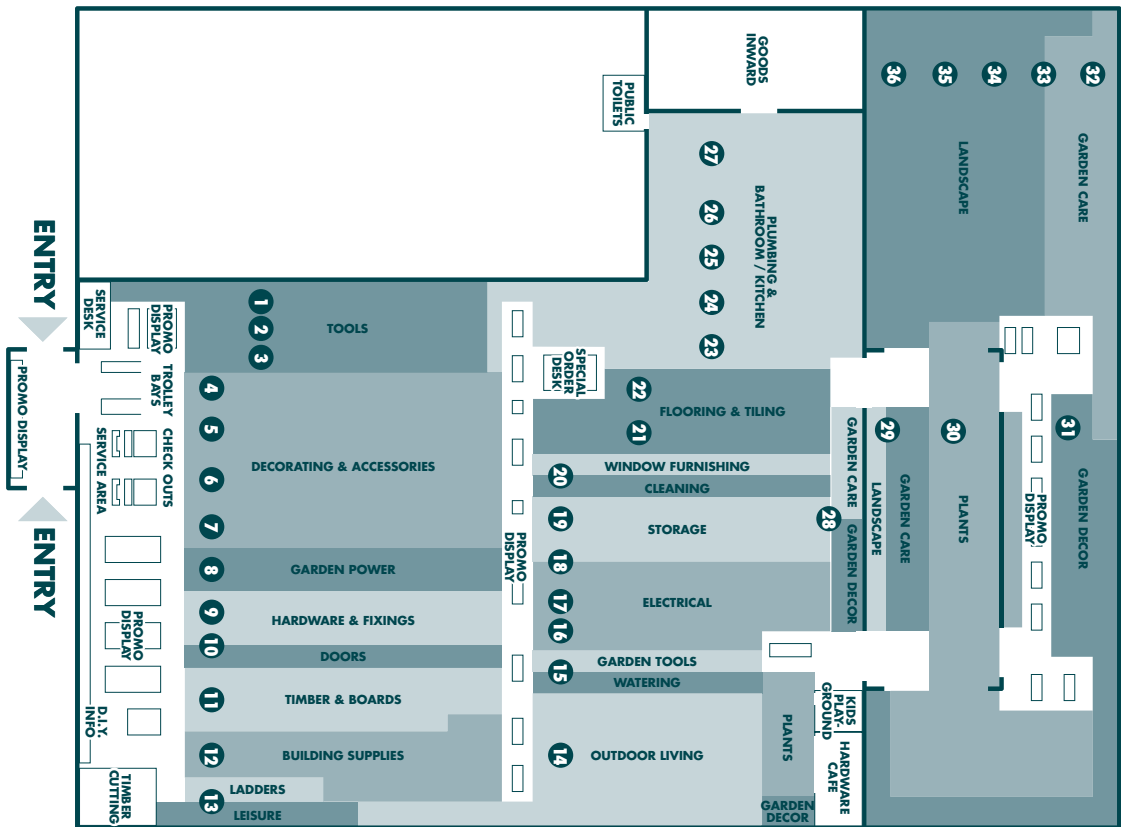 GOODS
INWARD
PUBLIC
TOILETS
36
35
34
33
32
LANDSCAPE
GARDEN CARE
27
26
25
24
23
PLUMBING &
BATHROOM / KITCHEN
ENTRY
SERVICE
DESK
PROMO
DISPLAY
1
2
3
TOOLS
PROMO DISPLAY
TROLLEY
BAYS
4
5
6
7
DECORATING & ACCESSORIES
CHECK OUTS
SERVICE AREA
ENTRY
SPECIAL
ORDER
DESK
22
21
FLOORING & TILING
WINDOW FURNISHING
20
CLEANING
19
STORAGE
18
17
16
ELECTRICAL
GARDEN TOOLS
15
WATERING
14
OUTDOOR LIVING
PROMO
DISPLAY
8
GARDEN POWER
9
HARDWARE & FIXINGS
10
DOORS
11
TIMBER & BOARDS
12
BUILDING SUPPLIES
LADDERS
13
LEISURE
PROMO
DISPLAY
D.I.Y.
INFO
TIMBER
CUTTING
GARDEN CARE
28
GARDEN DECOR
29
LANDSCAPE
GARDEN CARE
30
PLANTS
31
GARDEN DECOR
PROMO
DISPLAY
KIDS
PLAY-
GROUND
HARDWARE
CAFE
PLANTS
GARDEN
DECOR